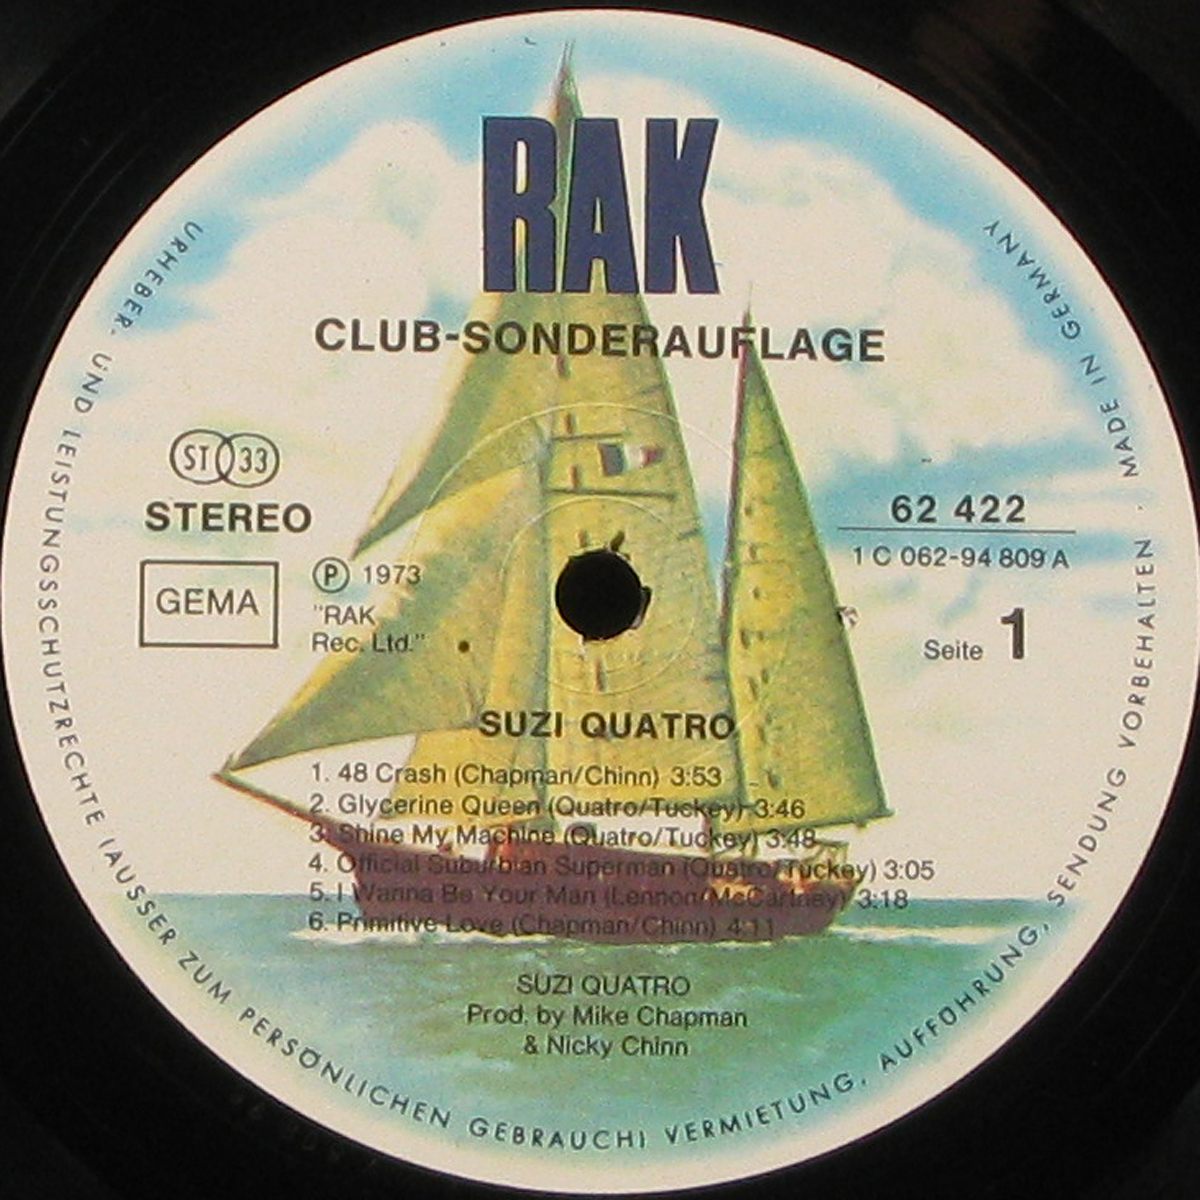 RAK
CLUB-SONDERAUFLAGE
ST 33
STEREO
GEMA
Ⓟ 1973
"RAK
Rec. Ltd."
62 422
1 C 062-94 809 A
Seite 1
SUZI QUATRO
1. 48 Crash (Chapman/Chinn) 3:53
2. Glycerine Queen (Quatro/Tuckey) 3:46
3. Shine My Machine (Quatro/Tuckey) 3:48
4. Official Suburbian Superman (Quatro/Tuckey) 3:05
5. I Wanna Be Your Man (Lennon/McCartney) 3:18
6. Primitive Love (Chapman/Chinn) 4:11
SUZI QUATRO
Prod. by Mike Chapman
& Nicky Chinn
URHEBER- UND LEISTUNGSSCHUTZRECHTE (AUSSER ZUM PERSÖNLICHEN GEBRAUCH) VERMIETUNG, AUFFÜHRUNG, SENDUNG VORBEHALTEN MADE IN GERMANY